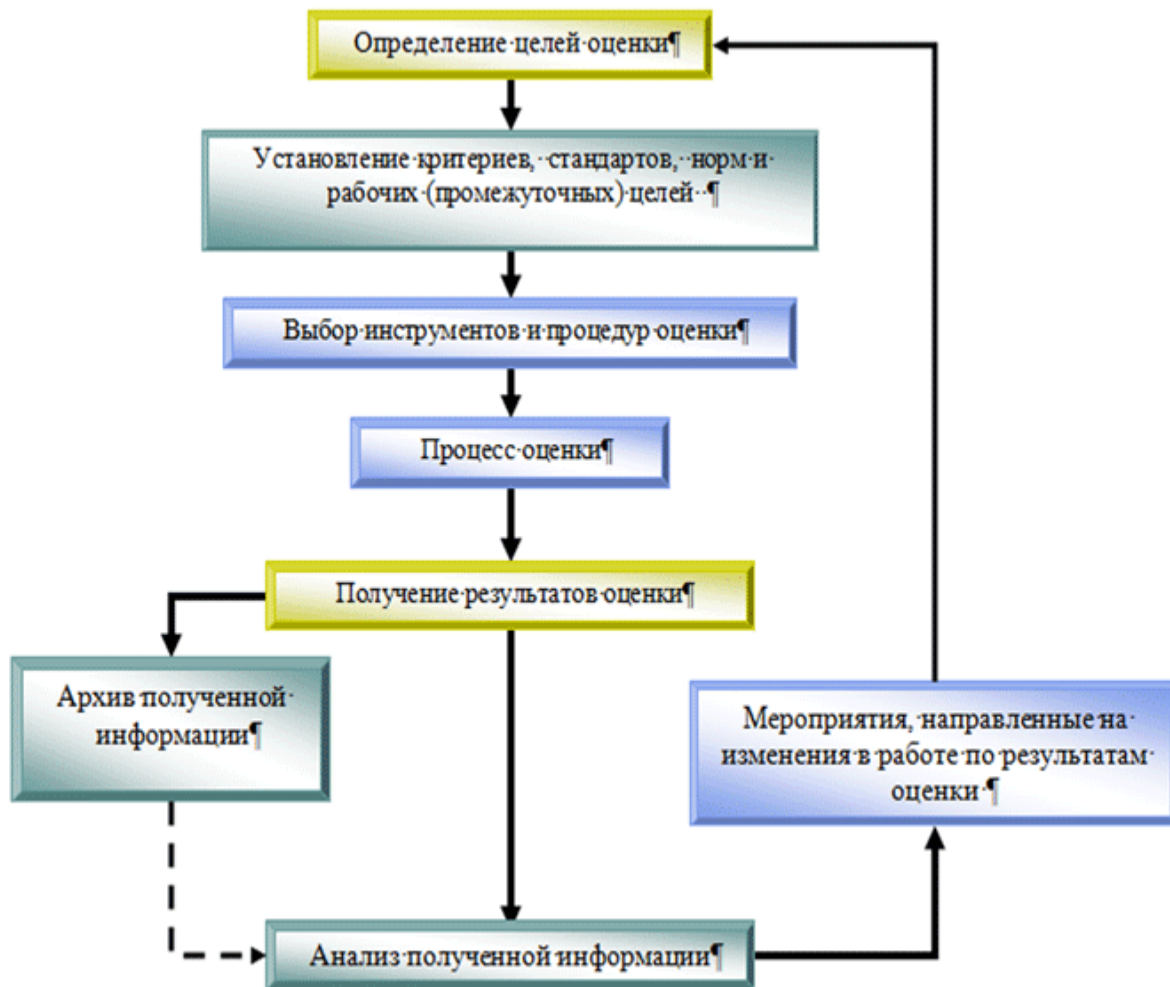 Определение·целей·оценки¶
Установление·критериев,··стандартов,··норм·и·
рабочих·(промежуточных)·целей··¶
Выбор·инструментов·и·процедур·оценки¶
Процесс·оценки¶
Получение·результатов·оценки¶
Архив·полученной·
информации¶
Мероприятия,·направленные·на·
изменения·в·работе·по·результатам·
оценки·¶
Анализ·полученной·информации¶